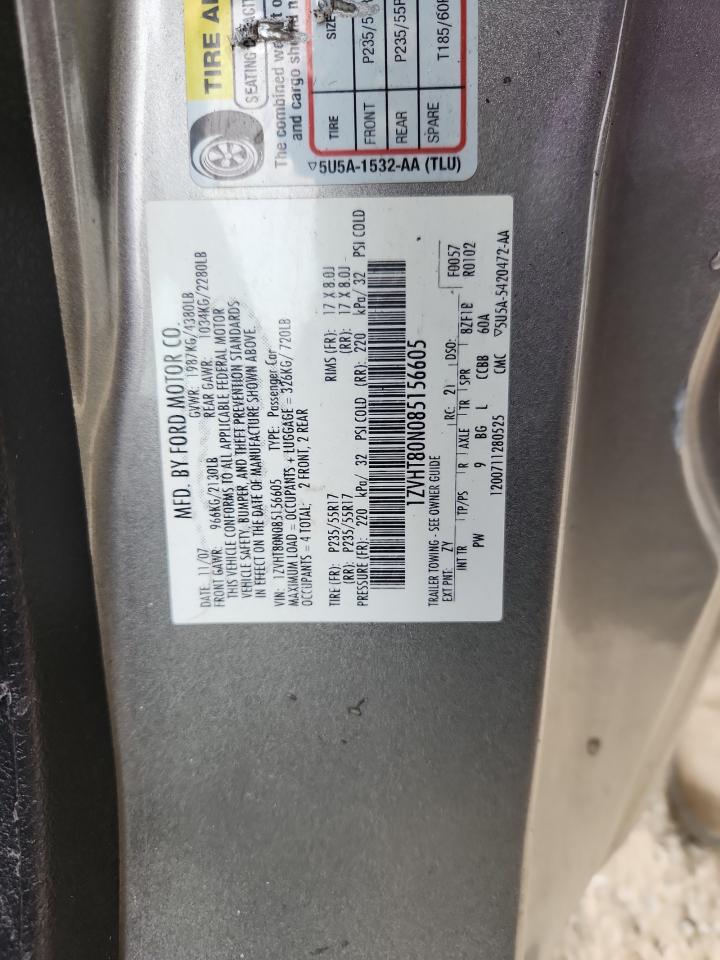 TIRE
SEATING
The combined
and cargo
TIRE SIZE
FRONT P235/5
REAR P235/55R
SPARE T185/60R
▽5U5A-1532-AA (TLU)
MFD. BY FORD MOTOR CO.
DATE: 11/07 GVWR: 1987KG/4380LB
FRONT GAWR: 966KG/2130LB REAR GAWR: 1034KG/2280LB
THIS VEHICLE CONFORMS TO ALL APPLICABLE FEDERAL MOTOR
VEHICLE SAFETY, BUMPER, AND THEFT PREVENTION STANDARDS
IN EFFECT ON THE DATE OF MANUFACTURE SHOWN ABOVE.
VIN: 1ZVHT80N085156605 TYPE: Passenger Car
MAXIMUM LOAD = OCCUPANTS + LUGGAGE = 326KG/ 720LB
OCCUPANTS = 4 TOTAL: 2 FRONT, 2 REAR
TIRE (FR): P235/55R17 RIMS (FR): 17 X 8.0J
(RR): P235/55R17 (RR): 17 X 8.0J
PRESSURE (FR): 220 kPa/ 32 PSI COLD (RR): 220 kPa/ 32 PSI COLD
1ZVHT80N085156605
TRAILER TOWING - SEE OWNER GUIDE
EXT PNT: ZY RC: 21 DSO: F0057
R0102
INT TR TP/PS R AXLE TR SPR 8ZF1B
PW 9 BG L CCBB 60A
1200711280525 CMC ▽5U5A-5420472-AA